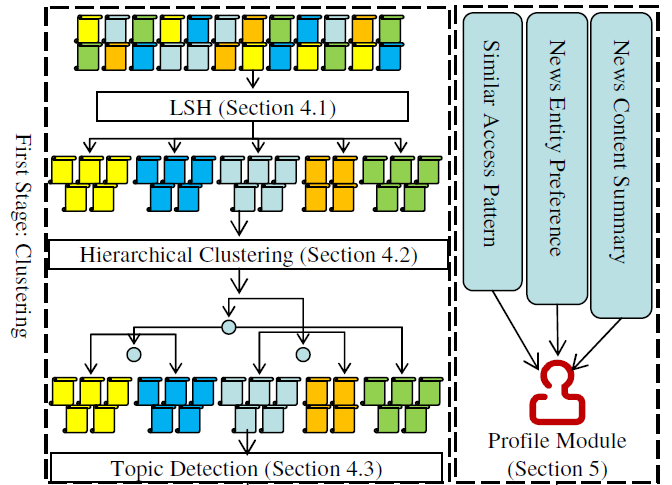 First Stage: Clustering
LSH (Section 4.1)
Hierarchical Clustering (Section 4.2)
Topic Detection (Section 4.3)
Similar Access
Pattern
News Entity Preference
News Content Summary
Profile Module
(Section 5)